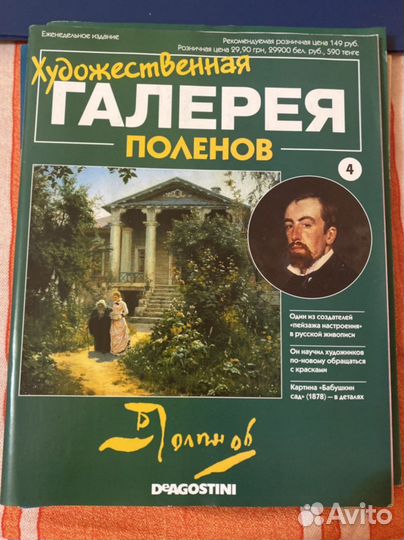 Еженедельное издание
Рекомендуемая розничная цена 149 руб.
Розничная цена 29,90 грн, 29900 бел. руб., 590 тенге
Художественная
ГАЛЕРЕЯ
ПОЛЕНОВ
4
Один из создателей
«пейзажа настроения»
в русской живописи
Он научил художников
по-новому обращаться
с красками
Картина «Бабушкин
сад» (1878) — в деталях
Поленов
DeAGOSTINI
Avito